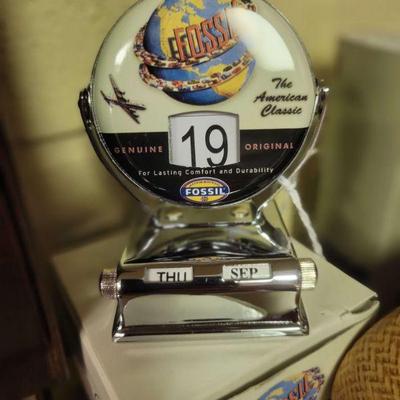 FOSSIL
The
American
Classic
19
GENUINE ORIGINAL
For Lasting Comfort and Durability
FOSSIL
THU SEP